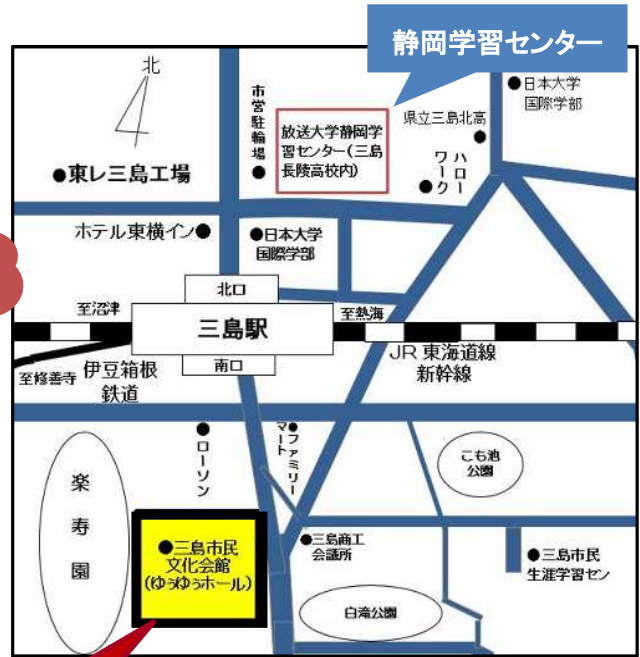 静岡学習センター
北
市営駐輪場
放送大学静岡学
習センター(三島
長陵高校内)
県立三島北高
ハロー
ワーク
日本大学
国際学部
東レ三島工場
ホテル東横イン
日本大学
国際学部
北口
至沼津
三島駅
至熱海
南口
JR 東海道線
新幹線
至修善寺
伊豆箱根
鉄道
楽寿園
ローソン
ファミリー
マート
こも池
公園
三島市民
文化会館
(ゆうゆうホール)
三島商工
会議所
三島市民
生涯学習セン
白滝公園